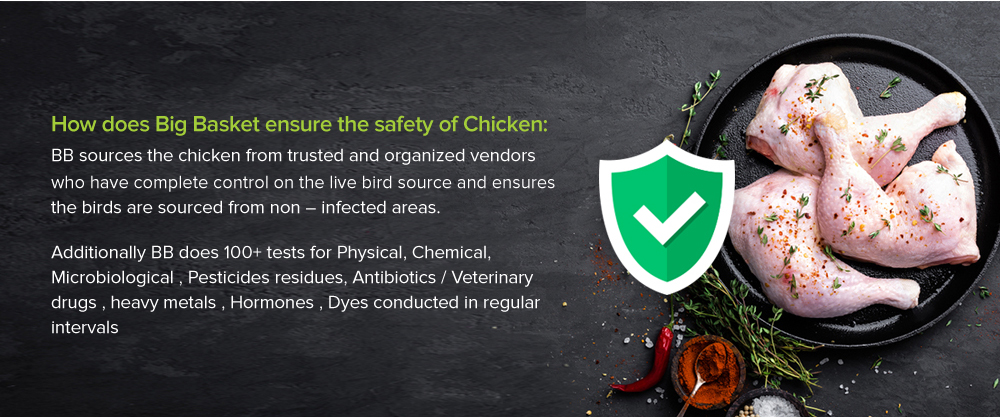 How does Big Basket ensure the safety of Chicken:
BB sources the chicken from trusted and organized vendors
who have complete control on the live bird source and ensures
the birds are sourced from non – infected areas.
Additionally BB does 100+ tests for Physical, Chemical,
Microbiological , Pesticides residues, Antibiotics / Veterinary
drugs , heavy metals , Hormones , Dyes conducted in regular
intervals